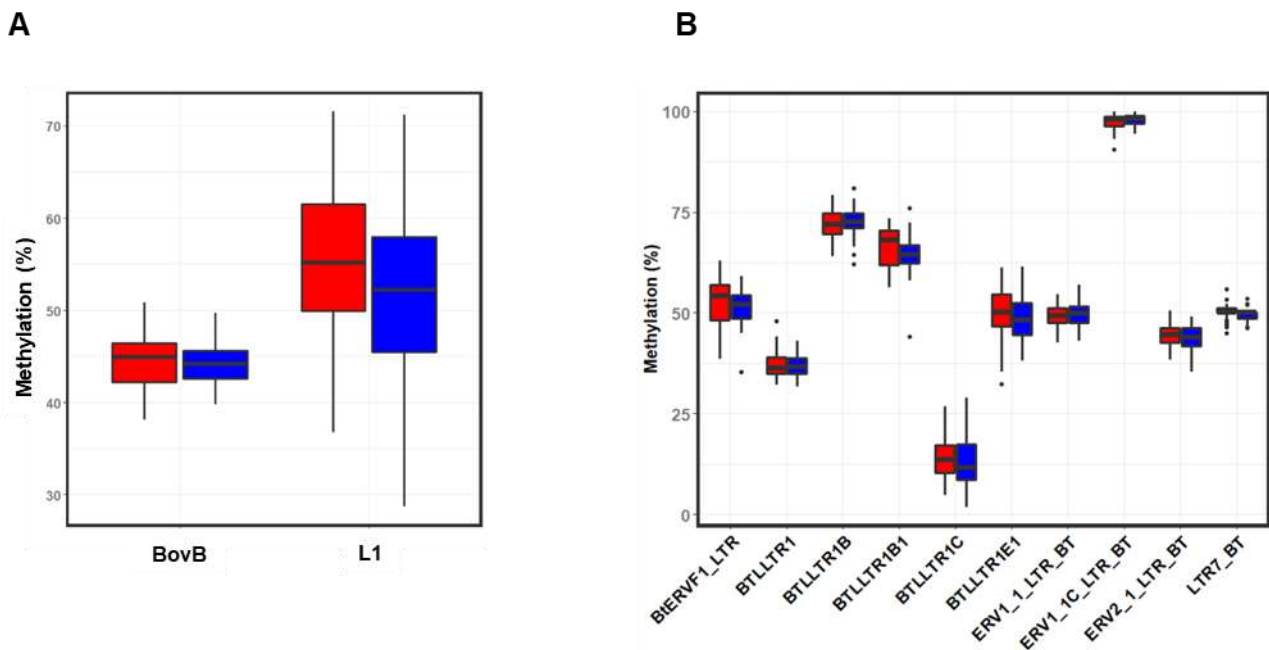 A
Methylation (%)
70
60
50
40
30
BovB L1
B
Methylation (%)
100
75
50
25
0
BtERVF1_LTR
BTLLTR1
BTLLTR1B
BTLLTR1B1
BTLLTR1C
BTLLTR1E1
ERV1_1_LTR_BT
ERV1_1C_LTR_BT
ERV2_1_LTR_BT
LTR7_BT